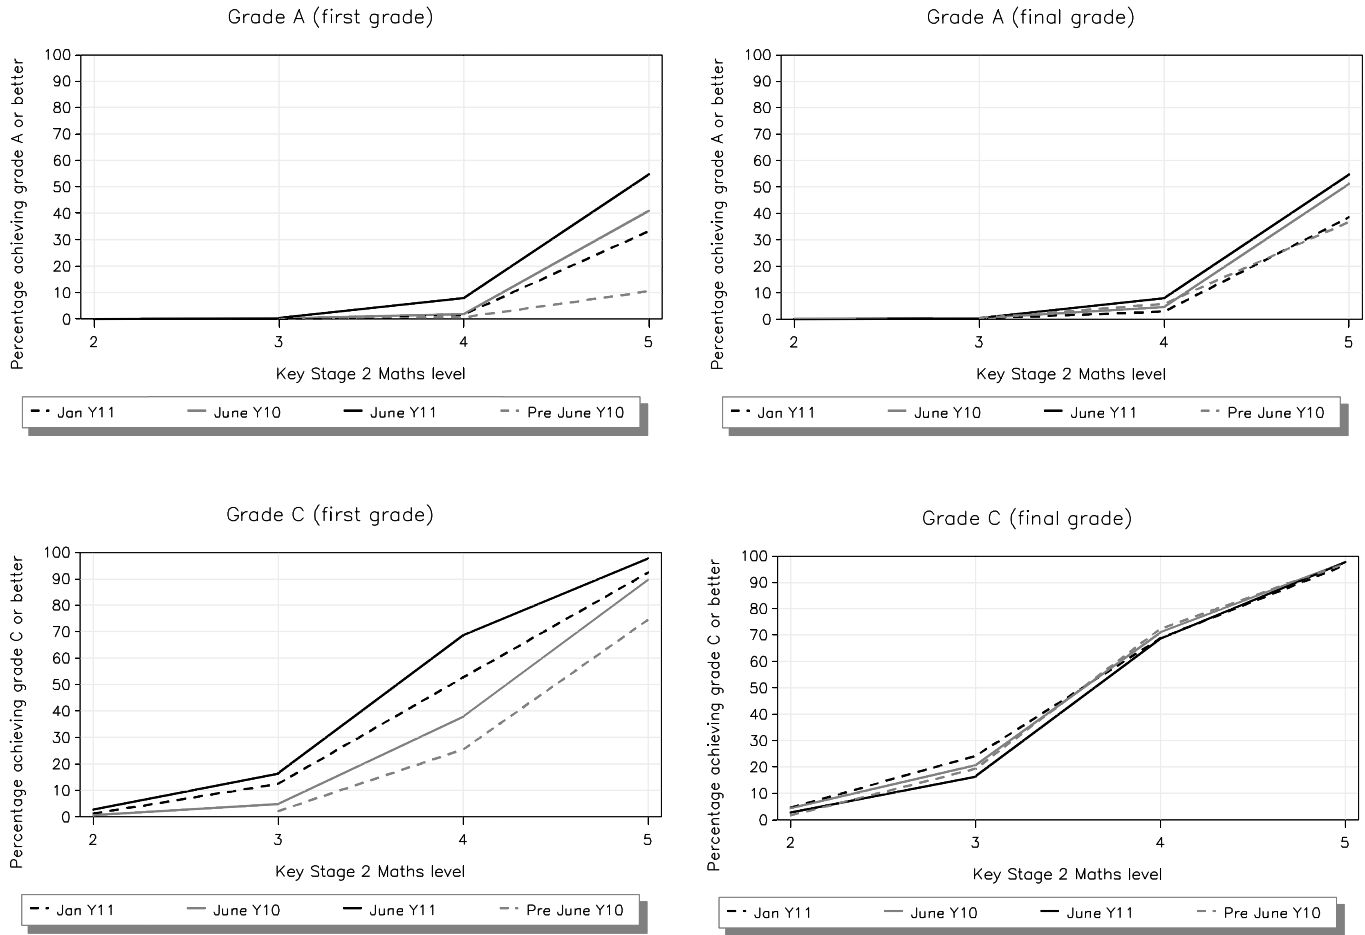 Grade A (first grade)
Percentage achieving grade A or better
100
90
80
70
60
50
40
30
20
10
0
2 3 4 5
Key Stage 2 Maths level
Jan Y11 June Y10 June Y11 Pre June Y10
Grade A (final grade)
Percentage achieving grade A or better
100
90
80
70
60
50
40
30
20
10
0
2 3 4 5
Key Stage 2 Maths level
Jan Y11 June Y10 June Y11 Pre June Y10
Grade C (first grade)
Percentage achieving grade C or better
100
90
80
70
60
50
40
30
20
10
0
2 3 4 5
Key Stage 2 Maths level
Jan Y11 June Y10 June Y11 Pre June Y10
Grade C (final grade)
Percentage achieving grade C or better
100
90
80
70
60
50
40
30
20
10
0
2 3 4 5
Key Stage 2 Maths level
Jan Y11 June Y10 June Y11 Pre June Y10